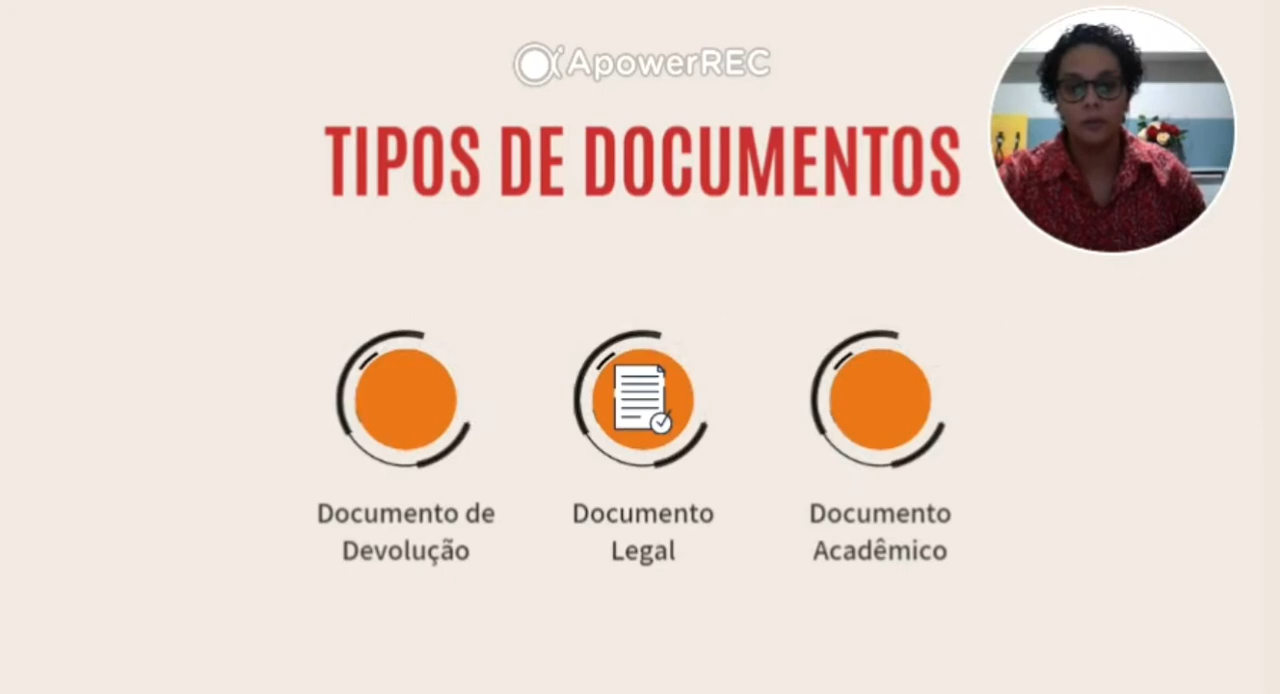 ApowerREC
TIPOS DE DOCUMENTOS
Documento de
Devolução
Documento
Legal
Documento
Acadêmico